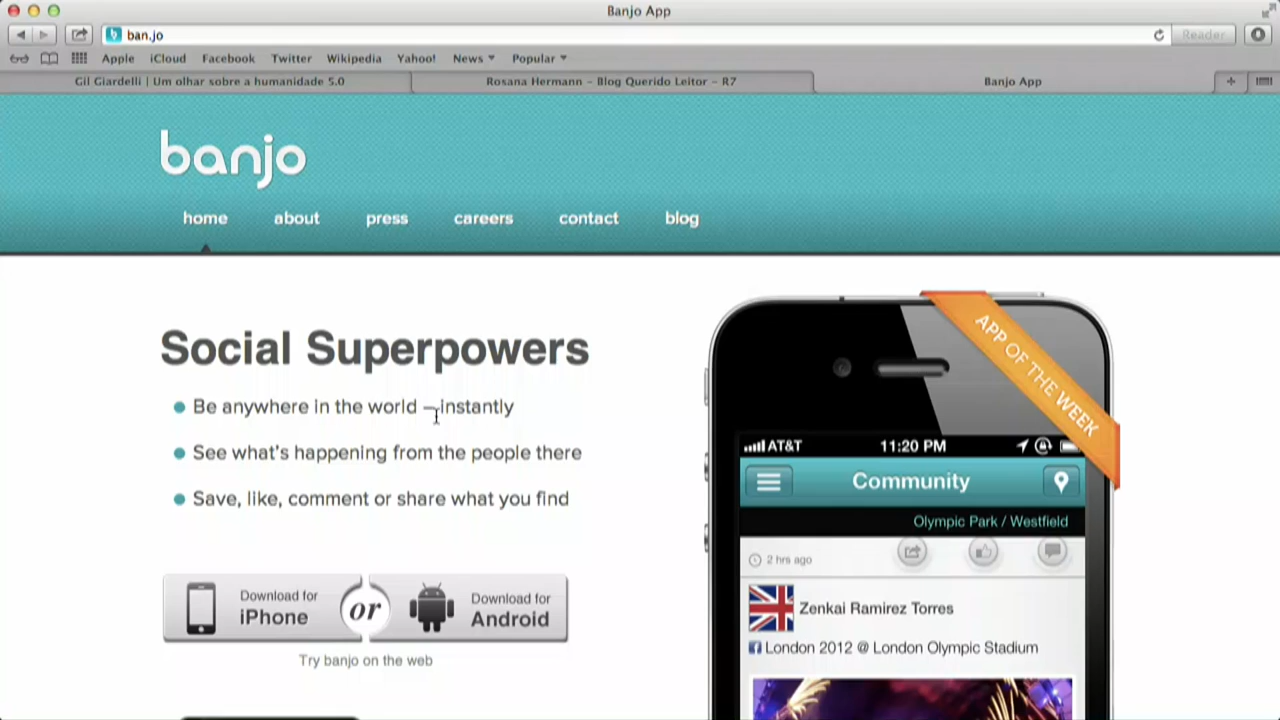 Banjo App
ban.jo
Reader
Apple iCloud Facebook Twitter Wikipedia Yahoo! News Popular
Gil Giardelli | Um olhar sobre a humanidade 5.0
Rosana Hermann – Blog Querido Leitor – R7
Banjo App
banjo
home about press careers contact blog
Social Superpowers
Be anywhere in the world – instantly
See what's happening from the people there
Save, like, comment or share what you find
Download for iPhone
or
Download for Android
Try banjo on the web
APP OF THE WEEK
AT&T 11:20 PM
Community
Olympic Park / Westfield
2 hrs ago
Zenkai Ramirez Torres
London 2012 @ London Olympic Stadium